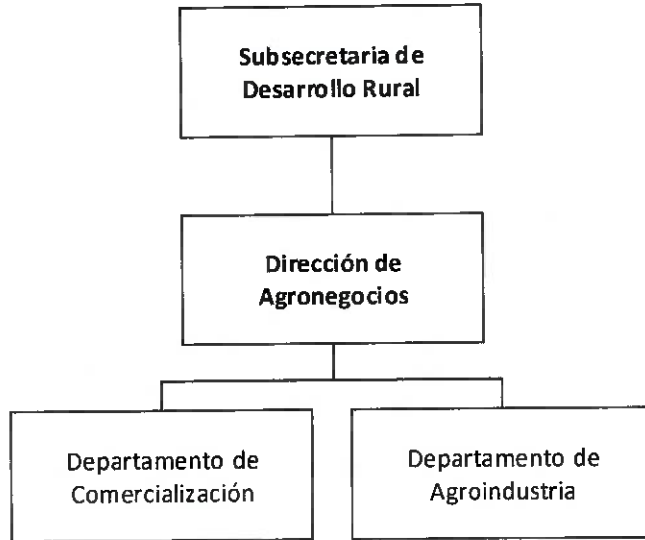 Subsecretaria de
Desarrollo Rural
Dirección de
Agronegocios
Departamento de
Comercialización
Departamento de
Agroindustria